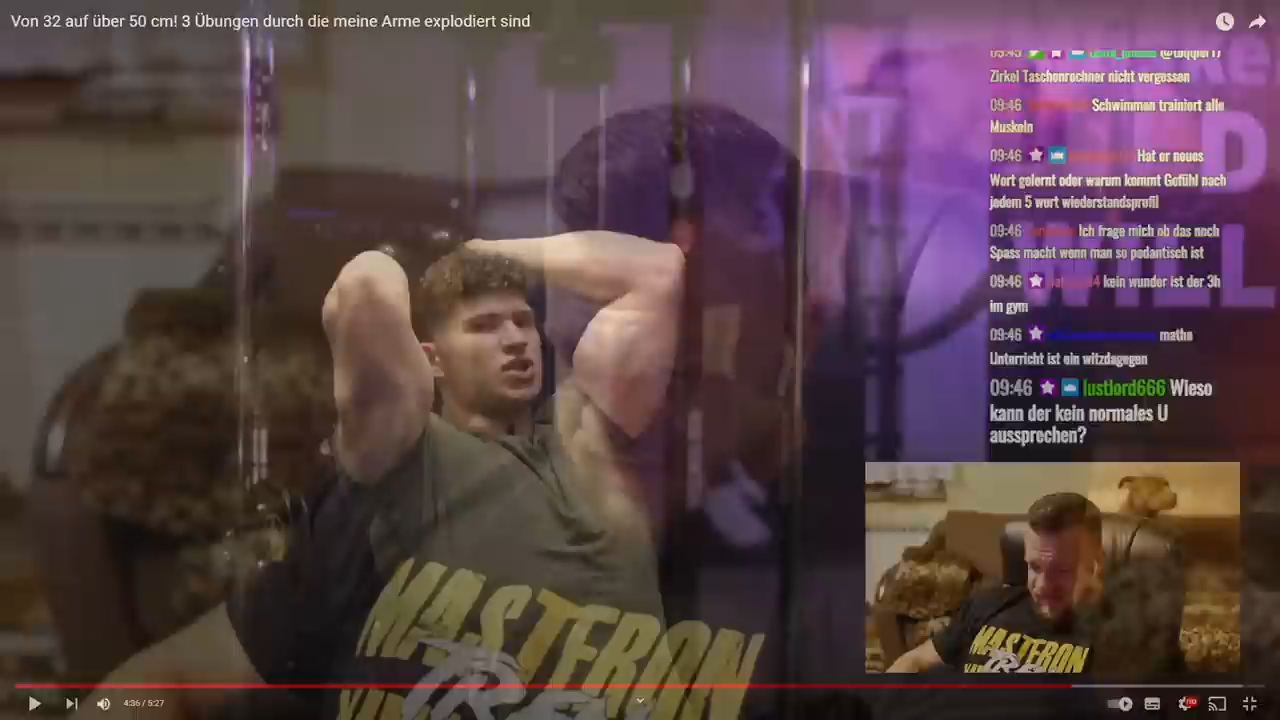 Von 32 auf über 50 cm! 3 Übungen durch die meine Arme explodiert sind
Zirkel Taschenrechner nicht vergessen
09:46 Schwimmen trainiert alle
Muskeln
09:46 Hat er neues
Wort gelernt oder warum kommt Gefühl nach
jedem 5 wort wiederstandsprofil
09:46 Ich frage mich ob das noch
Spass macht wenn man so pedantisch ist
09:46 kein wunder ist der 3h
im gym
09:46 mathe
Unterricht ist ein witzdagegen
09:46 lustlord666 Wieso
kann der kein normales U
aussprechen?
WILL
MASTERON
MASTERON
4:36 / 5:27